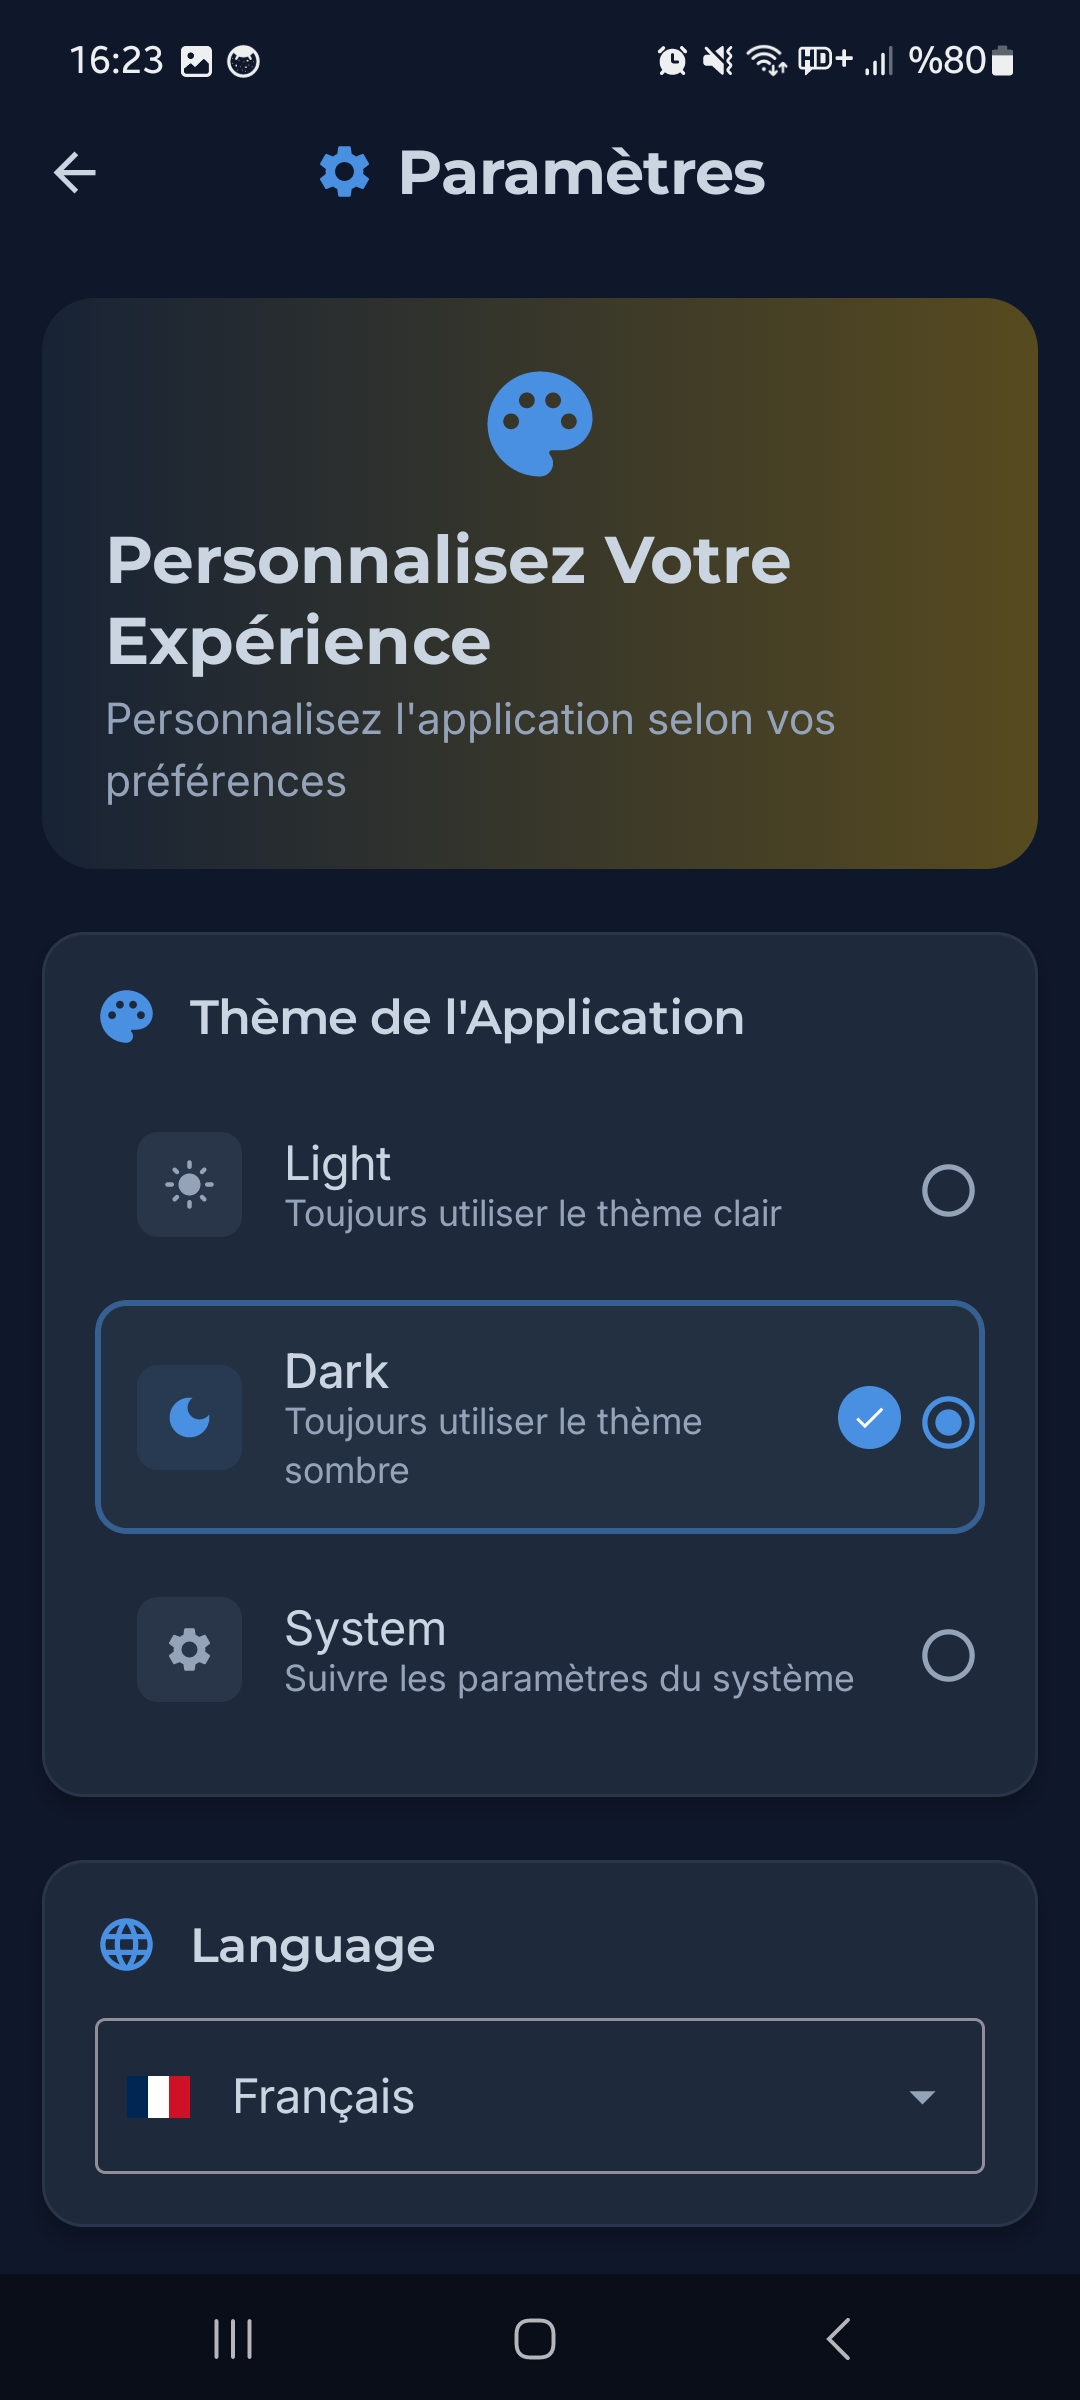 16:23
HD+ %80
Paramètres
Personnalisez Votre
Expérience
Personnalisez l'application selon vos
préférences
Thème de l'Application
Light
Toujours utiliser le thème clair
Dark
Toujours utiliser le thème
sombre
System
Suivre les paramètres du système
Language
Français